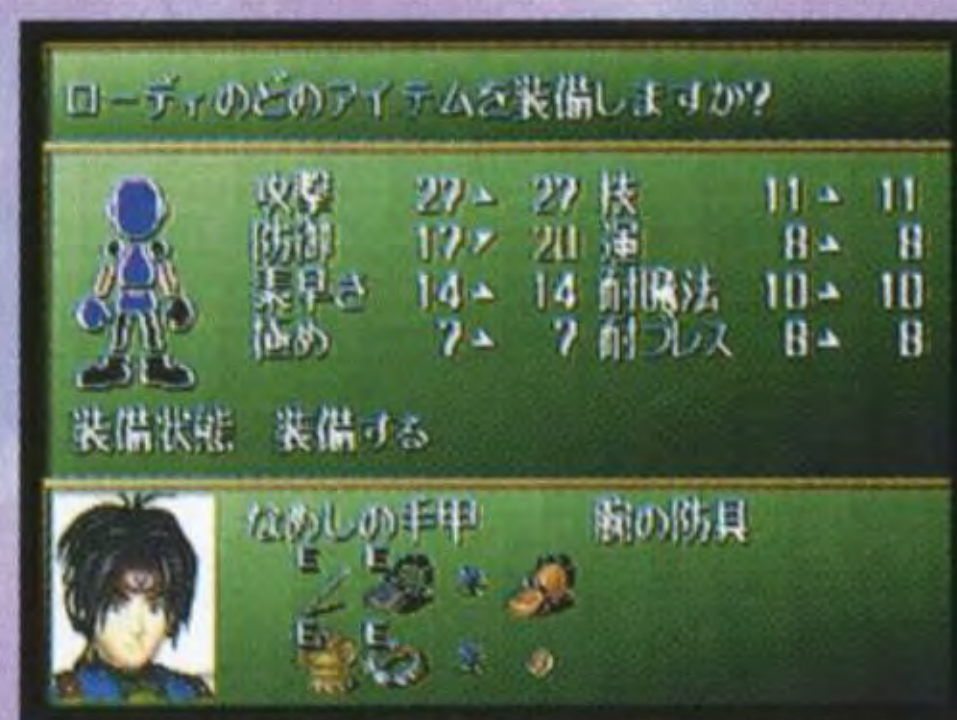 ローディのどのアイテムを装備しますか?
攻撃 27 27 技 11 11
防御 17 20 運 8 8
素早さ 14 14 耐魔法 10 10
極め 7 7 耐ブレス 8 8
装備状態 装備する
なめしの手甲 腕の防具
E E
E E